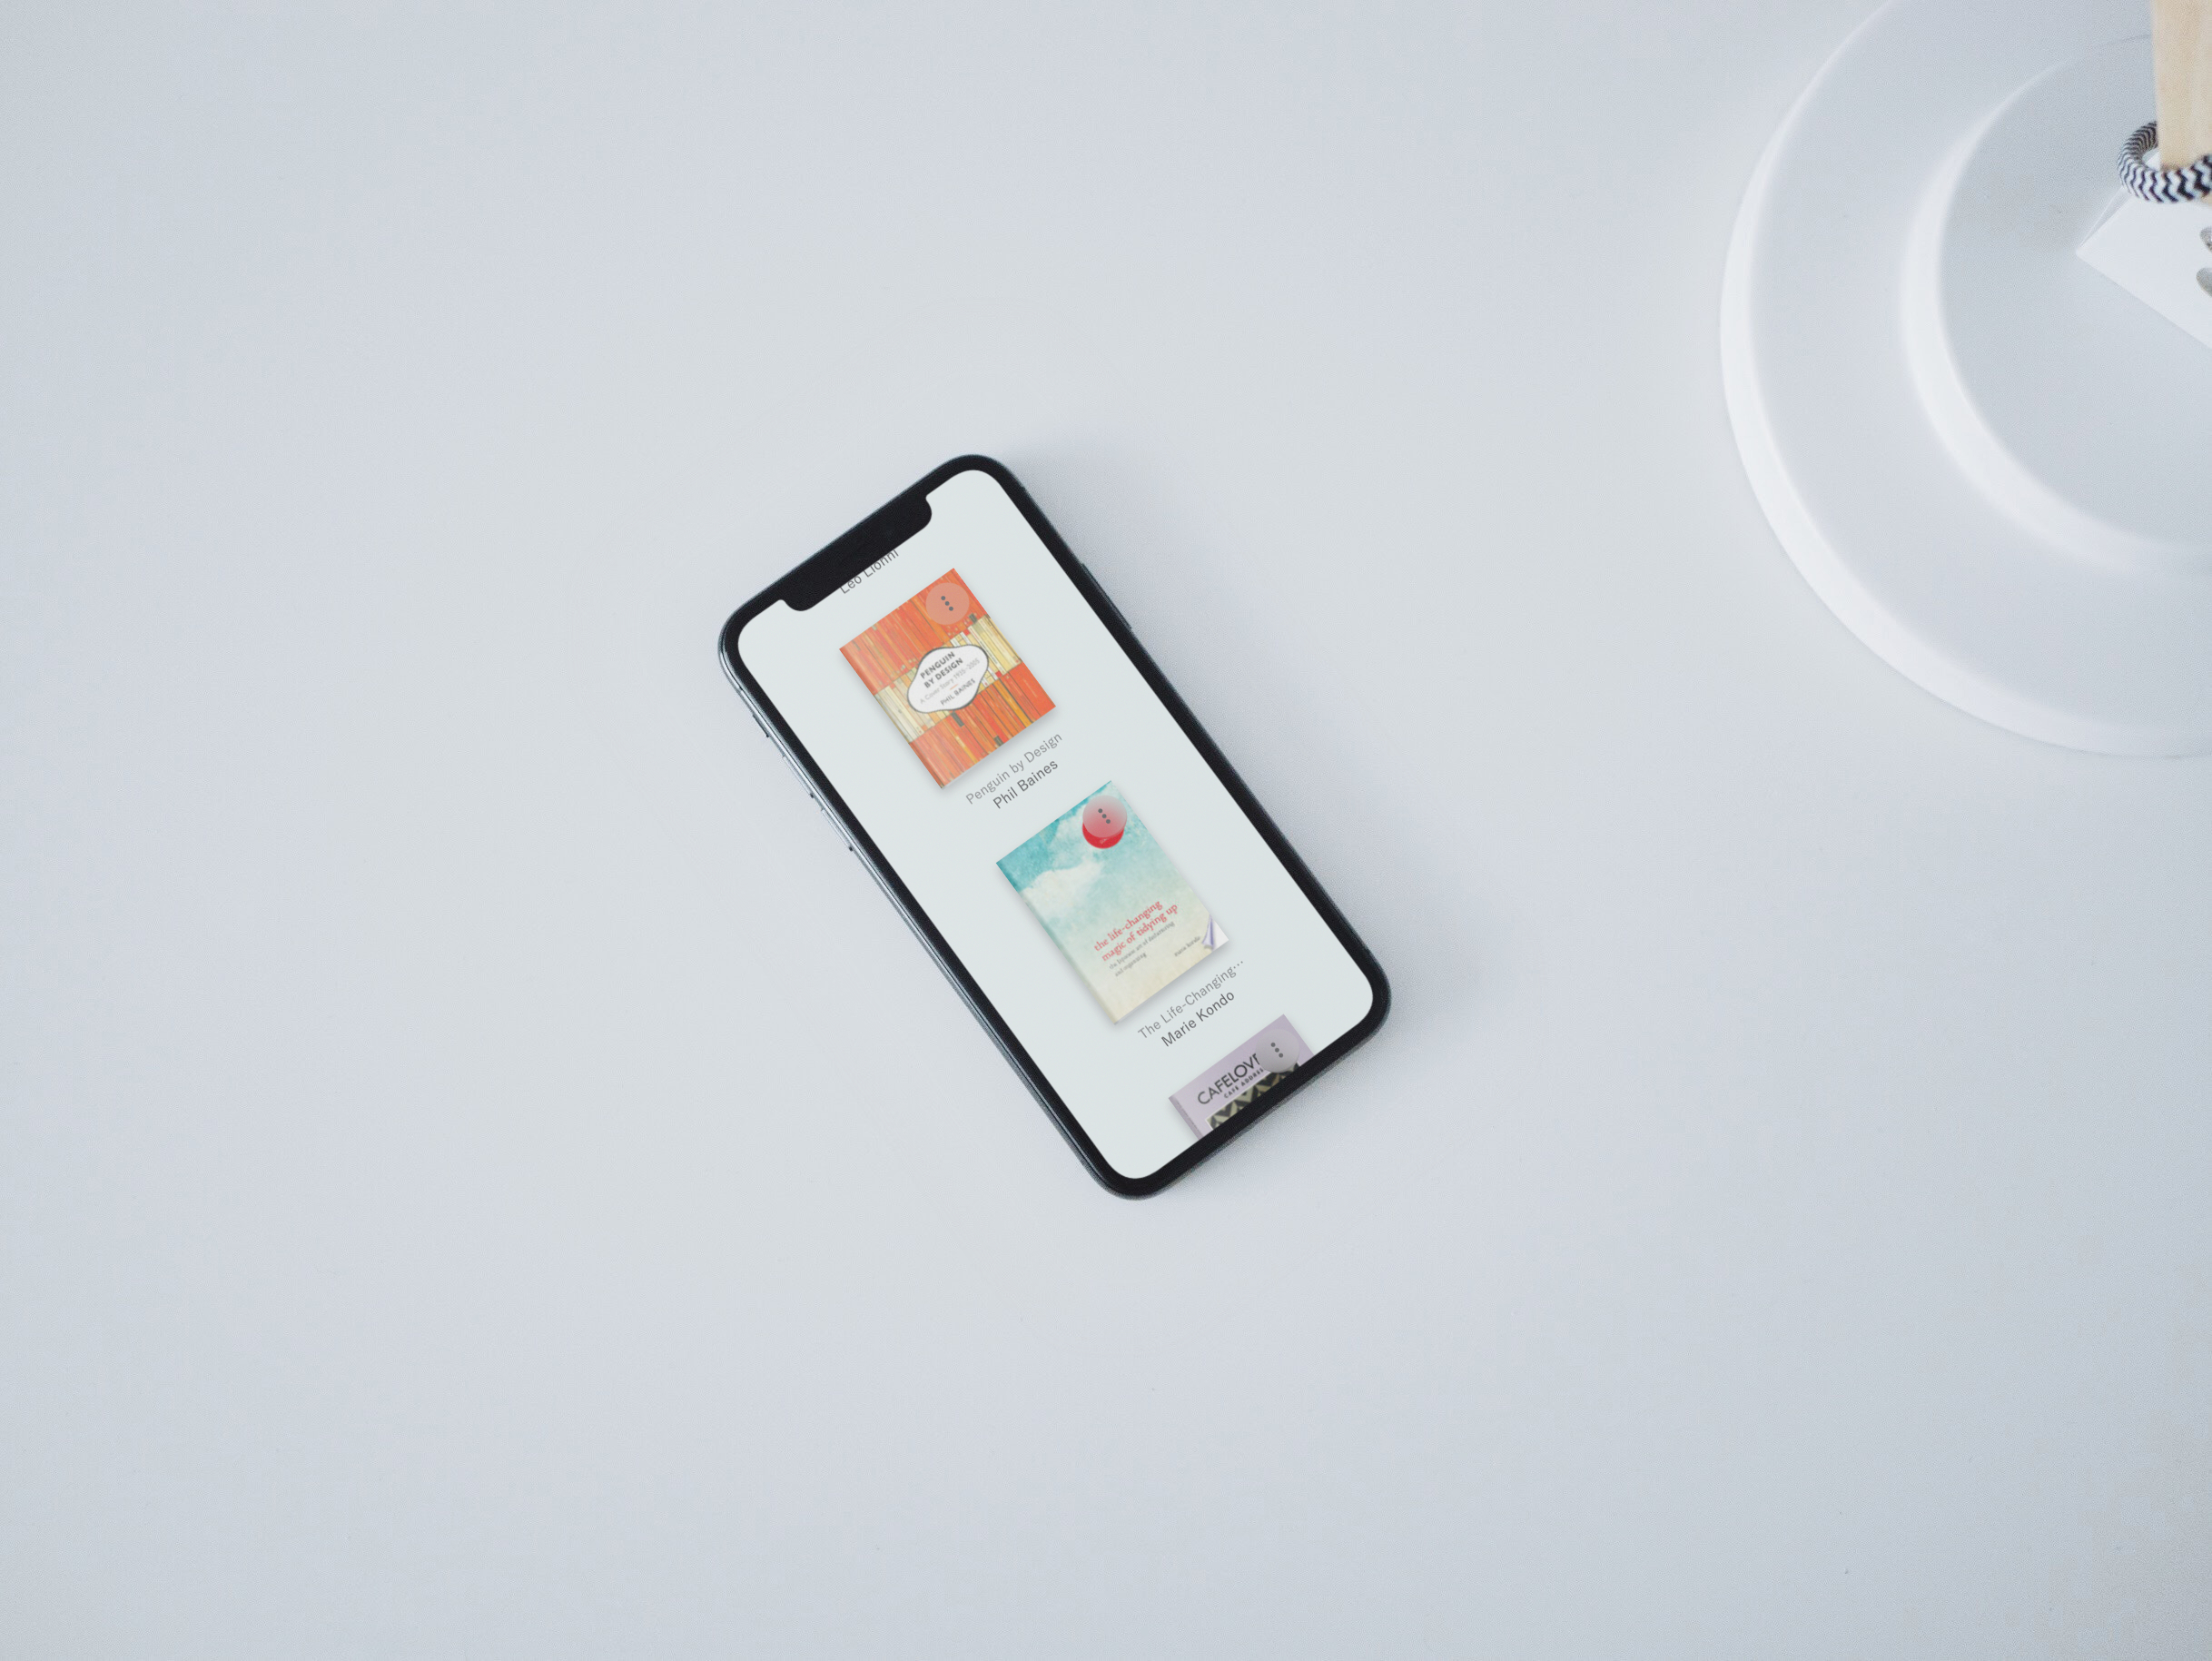 Leo Lionni
PENGUIN
BY DESIGN
A Cover Story 1935–2005
PHIL BAINES
Penguin by Design
Phil Baines
the life-changing
magic of tidying up
the Japanese art of decluttering
and organizing
Marie Kondo
The Life-Changing…
Marie Kondo
CAFELOV
CAFE ADDRE